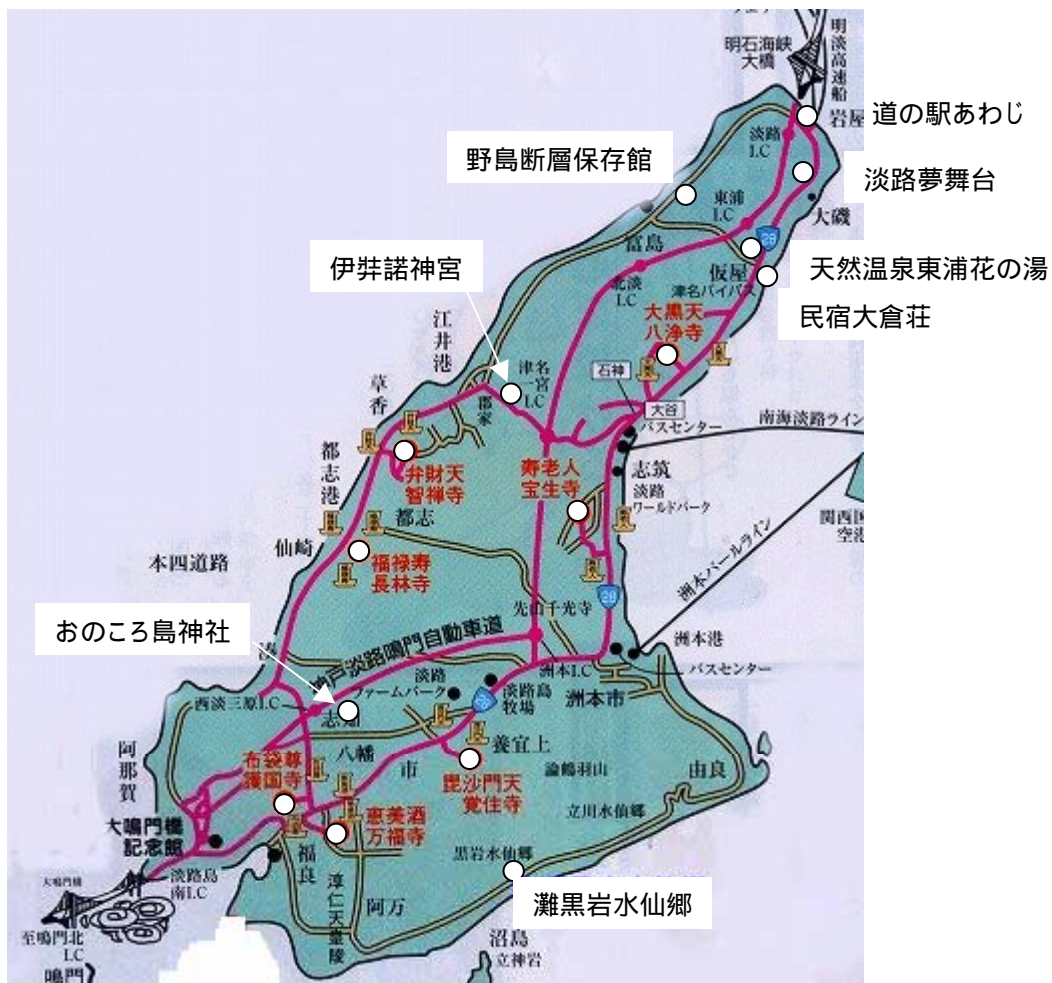 明石海峡
大橋
明淡高速船
岩屋
道の駅あわじ
淡路
I.C
野島断層保存館
淡路夢舞台
東浦
I.C
大磯
28
富島
伊弉諾神宮
仮屋
天然温泉東浦花の湯
北淡
I.C
津名バイパス
民宿大倉荘
大黒天
八浄寺
江井港
津名
一宮
I.C
石神
草香
郡家
大谷
バスセンター
南海淡路ライン
都志港
弁財天
智禅寺
寿老人
宝生寺
志筑
淡路
ワールドパーク
都志
関西国
空港
仙崎
本四道路
福禄寿
長林寺
洲本パールライン
28
先山千光寺
おのころ島神社
神戸淡路鳴門自動車道
洲本港
洲本I.C
バスセンター
淡路
ファームパーク
淡路島
牧場
洲本市
西淡三原I.C
志知
28
八幡
養宜上
市
阿那賀
布袋尊
護国寺
毘沙門天
覚住寺
論鶴羽山
由良
立川水仙郷
恵美酒
万福寺
大鳴門橋
記念館
黒岩水仙郷
福良
淡路島
南I.C
大鳴門橋
淳仁天皇陵
阿万
灘黒岩水仙郷
至鳴門北
I.C
沼島
立神岩
鳴門